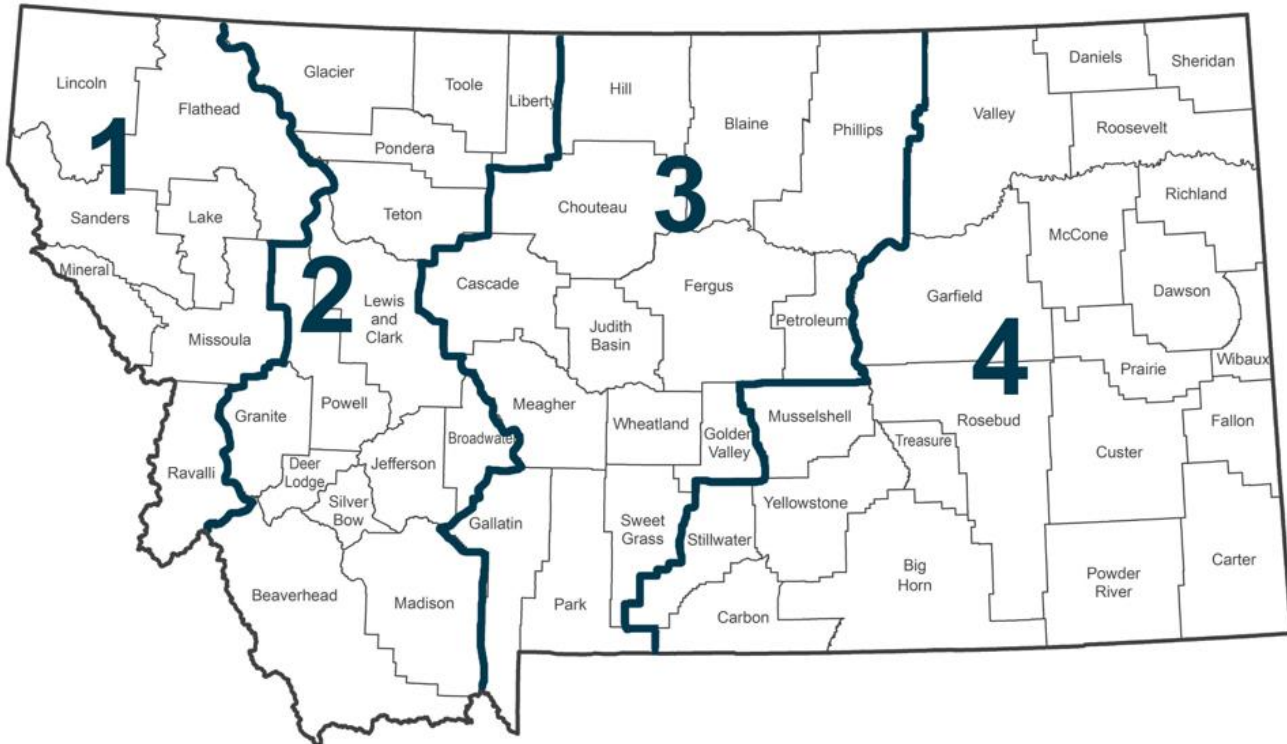 Lincoln
Flathead
Glacier
Toole
Liberty
Hill
Blaine
Phillips
Valley
Daniels
Sheridan
Roosevelt
1
Pondera
3
Sanders
Lake
Teton
Chouteau
McCone
Richland
Mineral
2
Cascade
Fergus
Garfield
Dawson
Missoula
Lewis
and
Clark
Judith
Basin
Petroleum
4
Prairie
Wibaux
Granite
Powell
Broadwater
Meagher
Wheatland
Golden
Valley
Musselshell
Treasure
Rosebud
Custer
Fallon
Ravalli
Deer
Lodge
Jefferson
Silver
Bow
Gallatin
Sweet
Grass
Stillwater
Yellowstone
Beaverhead
Madison
Park
Carbon
Big
Horn
Powder
River
Carter